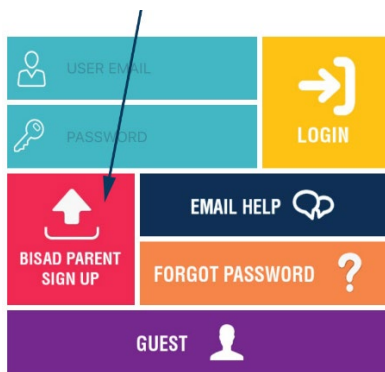 USER EMAIL
PASSWORD
LOGIN
BISAD PARENT
SIGN UP
EMAIL HELP
FORGOT PASSWORD
GUEST